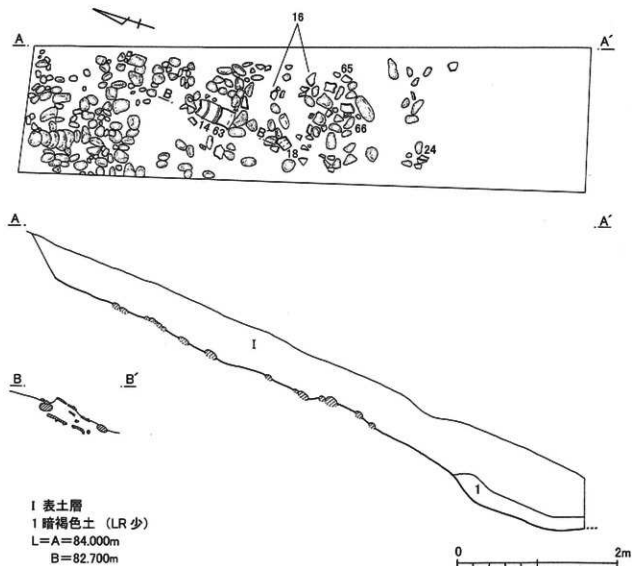 A
A´
16
65
B
B´
14 63
66
18
24
A
A´
I
B
B´
1
I 表土層
1 暗褐色土 (LR 少)
L=A=84.000m
B=82.700m
0
2m